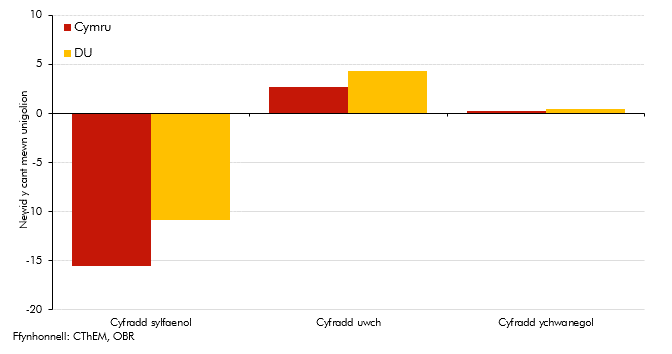 10
Cymru
DU
5
0
-5
-10
-15
-20
Newid y cant mewn unigolion
Cyfradd sylfaenol
Cyfradd uwch
Cyfradd ychwanegol
Ffynhonnell: CThEM, OBR